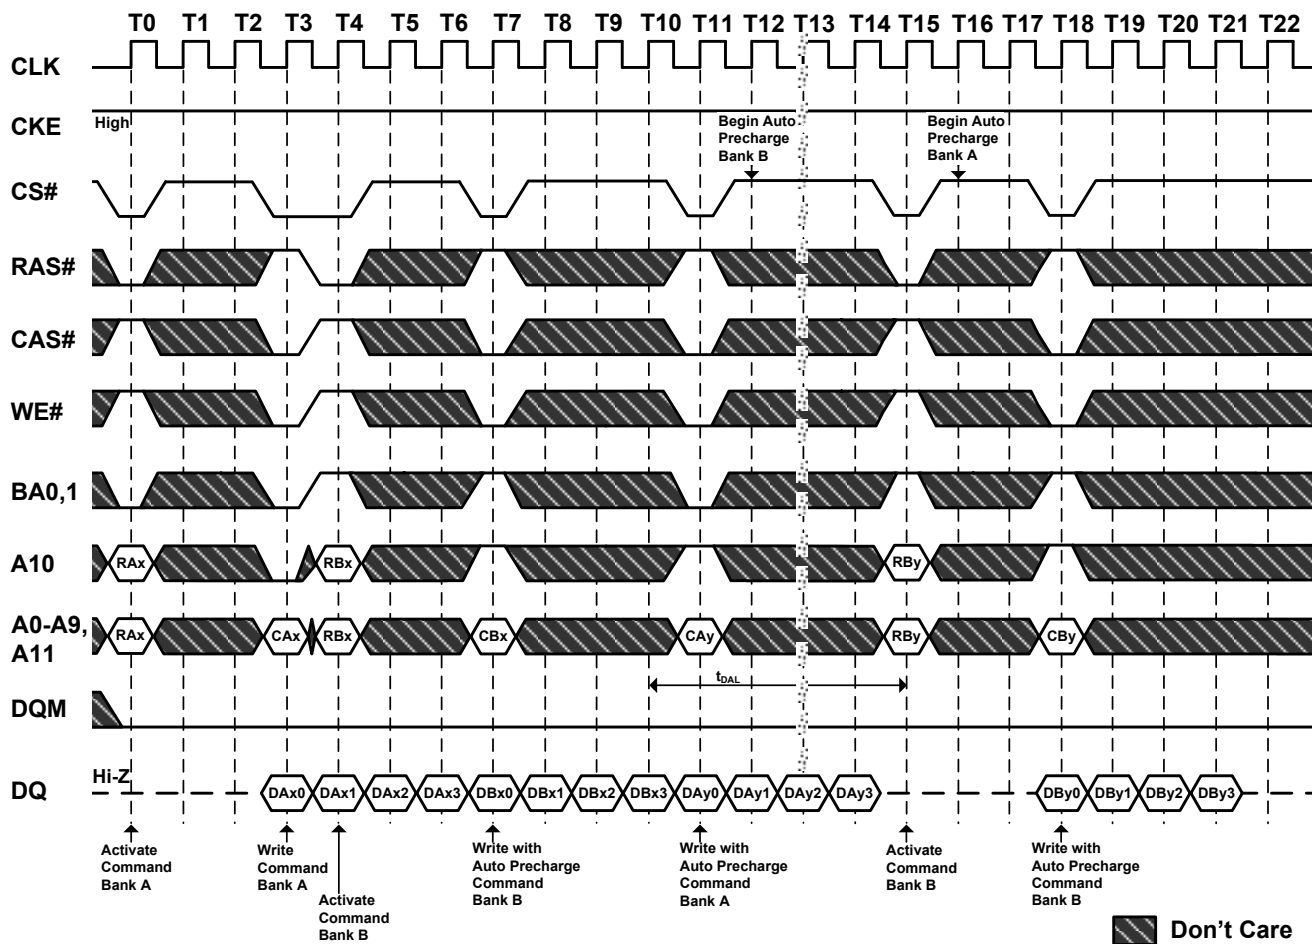 T0 T1 T2 T3 T4 T5 T6 T7 T8 T9 T10 T11 T12 T13 T14 T15 T16 T17 T18 T19 T20 T21 T22
CLK
CKE
High
Begin Auto
Precharge
Bank B
Begin Auto
Precharge
Bank A
CS#
RAS#
CAS#
WE#
BA0,1
A10
RAx RBx RBy
A0-A9,
A11
RAx CAx RBx CBx CAy RBy CBy
tDAL
DQM
Hi-Z
DQ
DAx0 DAx1 DAx2 DAx3 DBx0 DBx1 DBx2 DBx3 DAy0 DAy1 DAy2 DAy3 DBy0 DBy1 DBy2 DBy3
Activate
Command
Bank A
Write
Command
Bank A
Activate
Command
Bank B
Write with
Auto Precharge
Command
Bank B
Write with
Auto Precharge
Command
Bank A
Activate
Command
Bank B
Write with
Auto Precharge
Command
Bank B
Don't Care